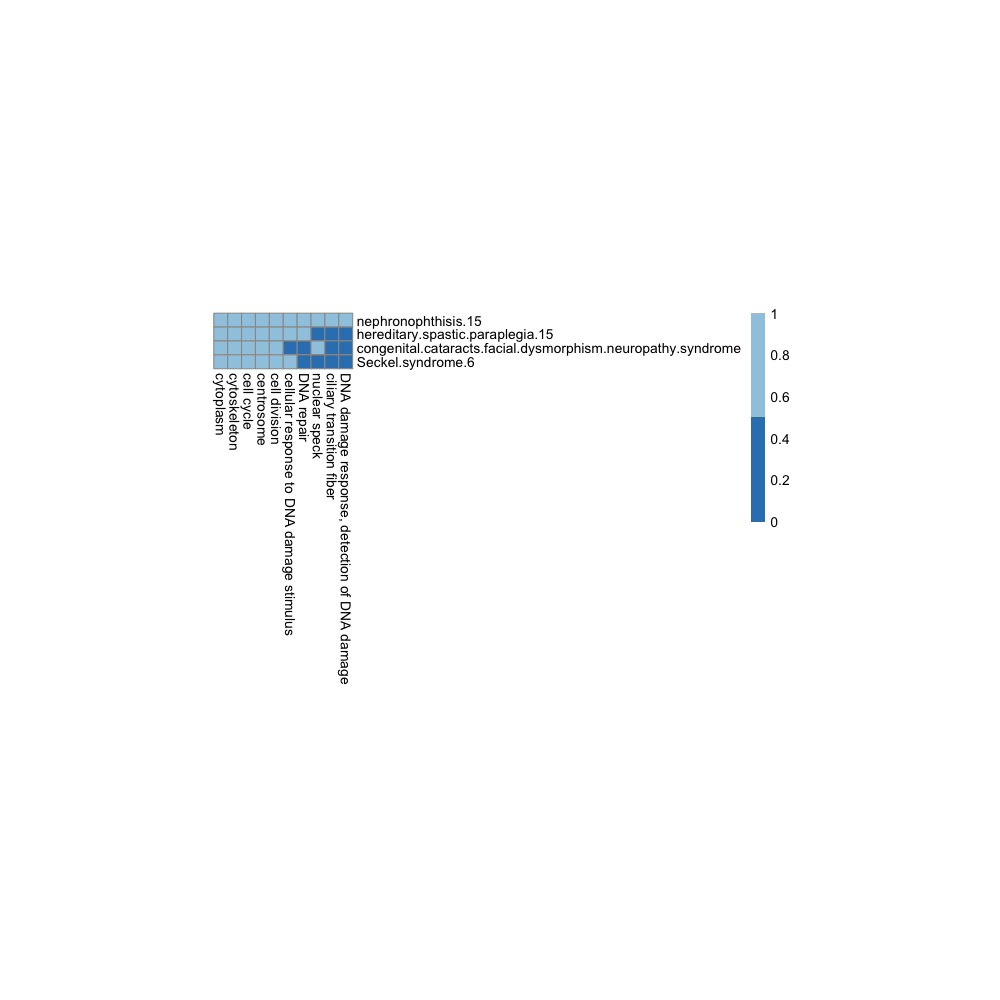 nephronophthisis.15
hereditary.spastic.paraplegia.15
congenital.cataracts.facial.dysmorphism.neuropathy.syndrome
Seckel.syndrome.6
cytoplasm
cytoskeleton
cell cycle
centrosome
cell division
cellular response to DNA damage stimulus
DNA repair
nuclear speck
ciliary transition fiber
DNA damage response, detection of DNA damage
1
0.8
0.6
0.4
0.2
0